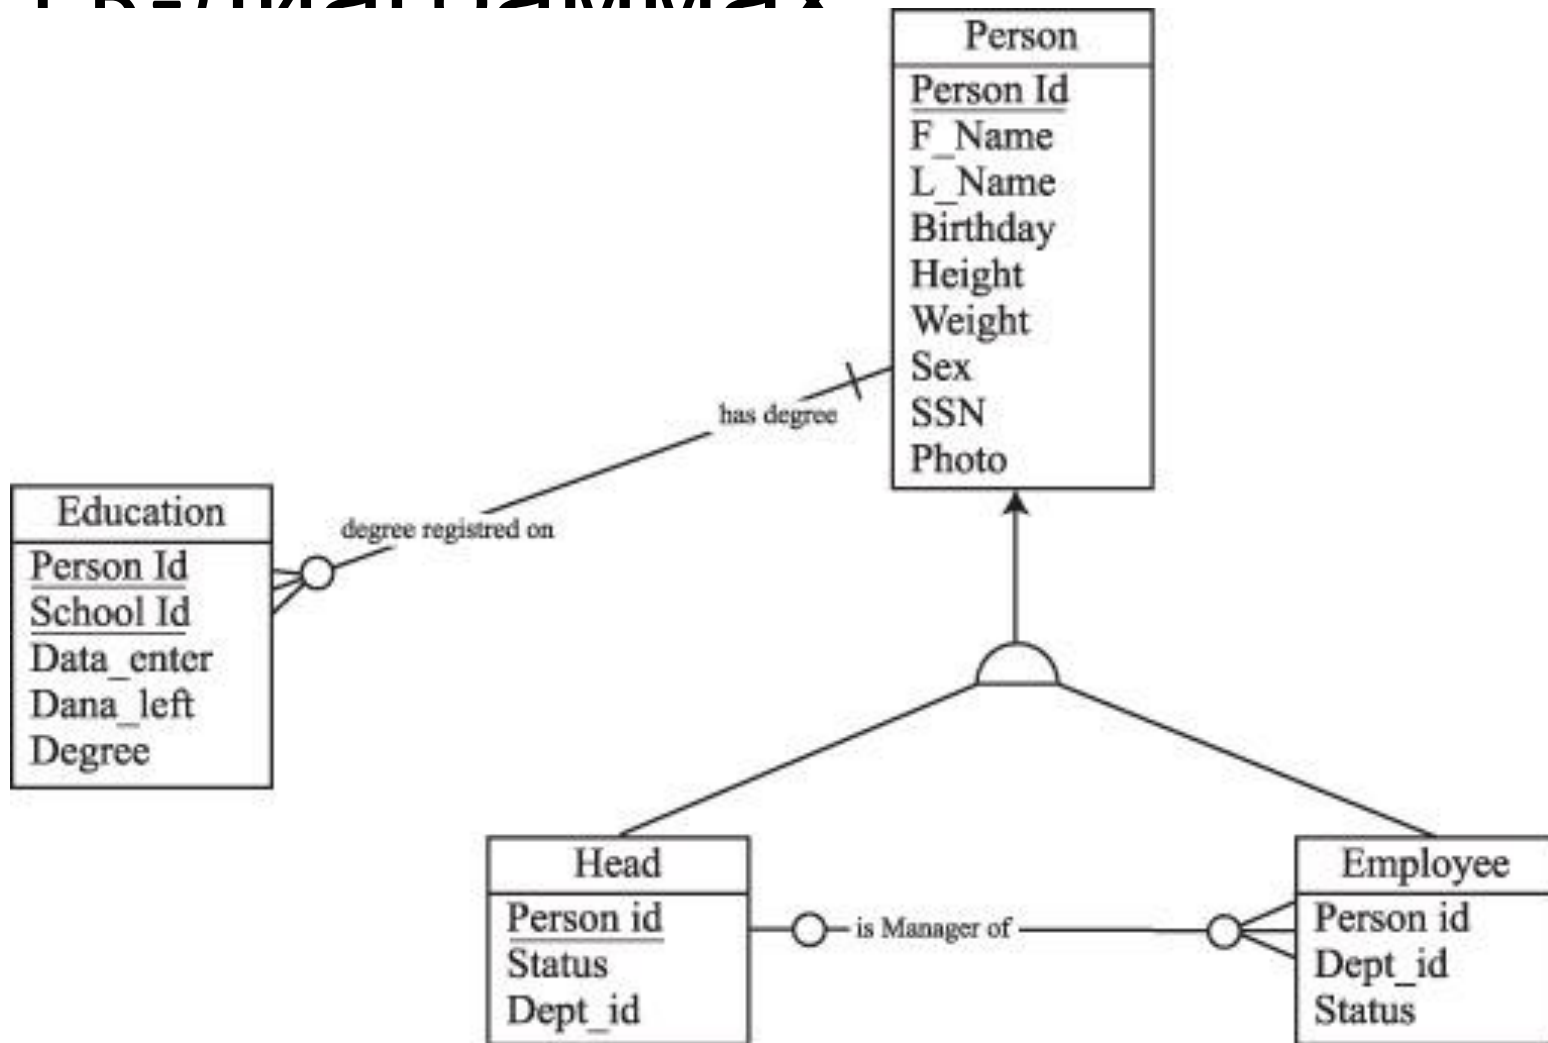 Person
Person Id
F_Name
L_Name
Birthday
Height
Weight
Sex
SSN
Photo
has degree
degree registred on
Education
Person Id
School Id
Data_enter
Dana_left
Degree
Head
Person id
Status
Dept_id
is Manager of
Employee
Person id
Dept_id
Status